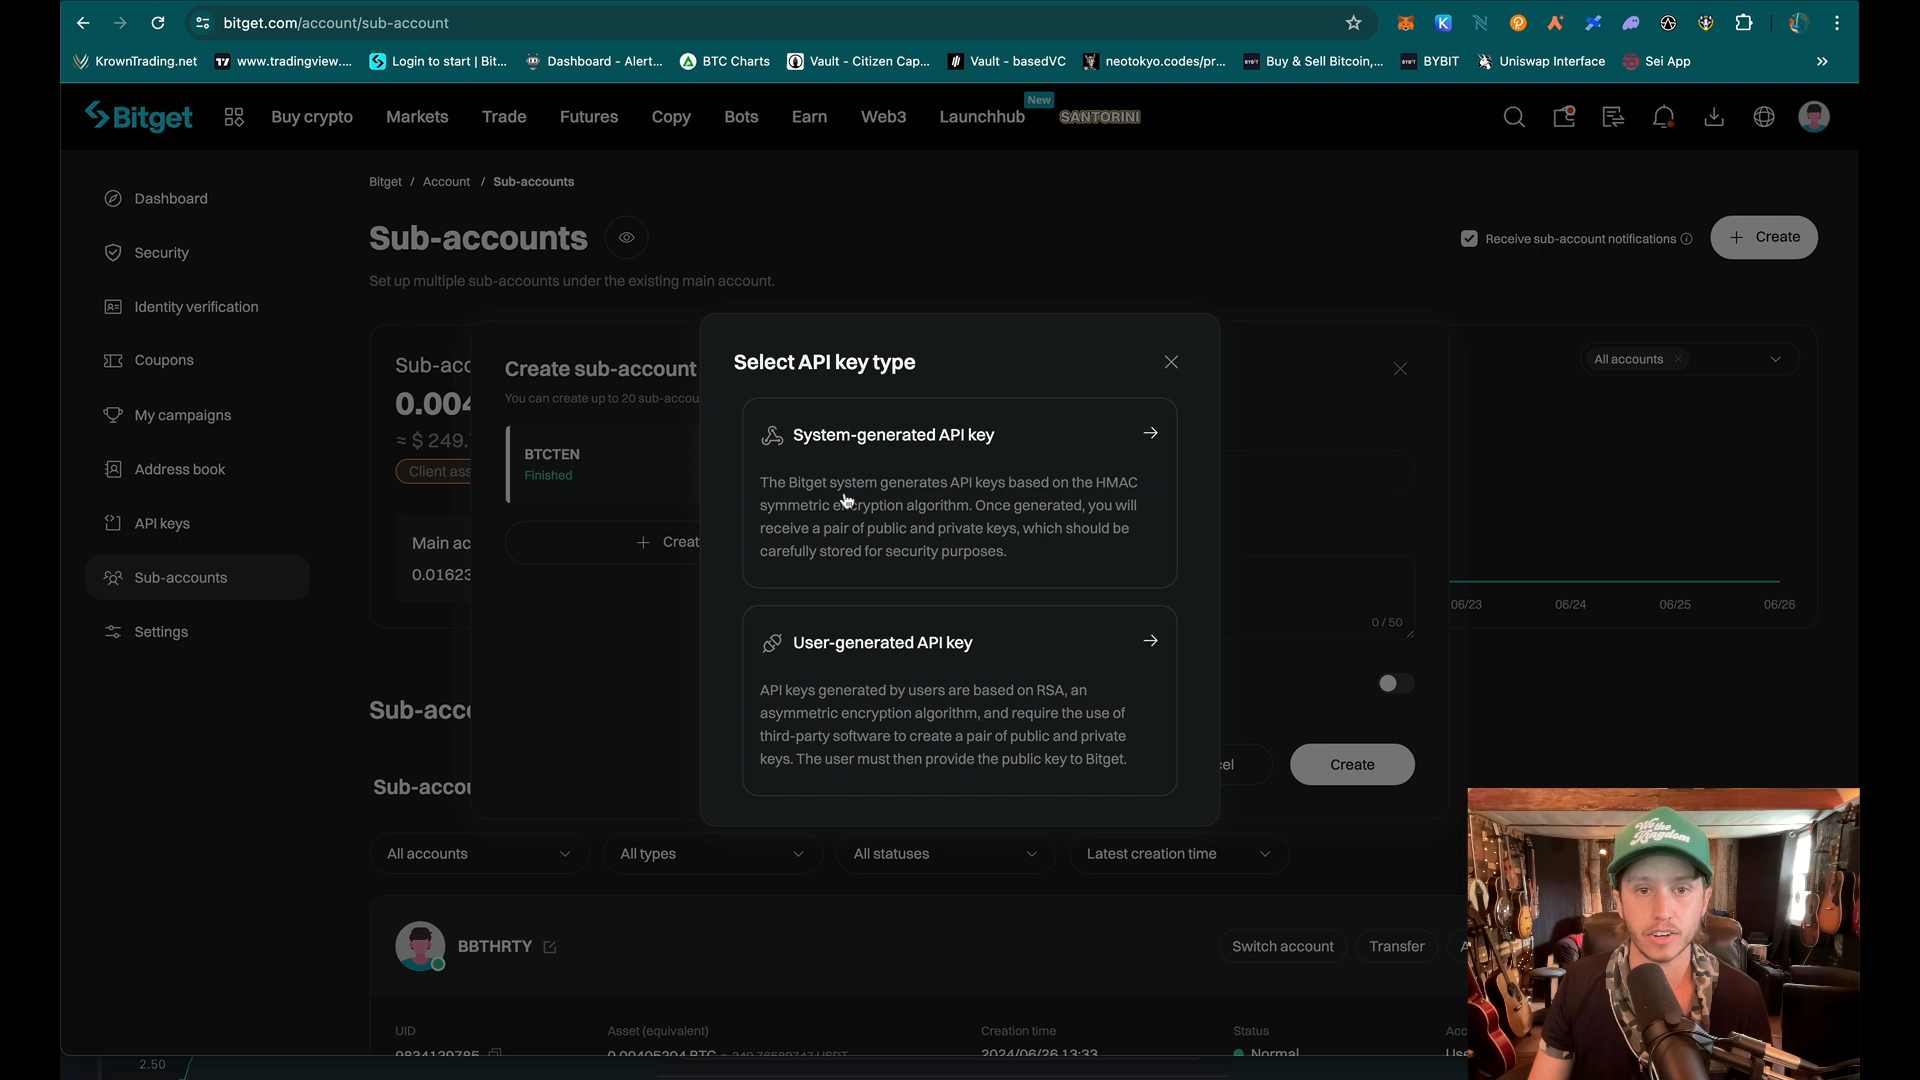 bitget.com/account/sub-account
KrownTrading.net
www.tradingview....
Login to start | Bit...
Dashboard - Alert...
BTC Charts
Vault - Citizen Cap...
Vault - basedVC
neotokyo.codes/pr...
Buy & Sell Bitcoin,...
BYBIT
Uniswap Interface
Sei App
Bitget
Buy crypto
Markets
Trade
Futures
Copy
Bots
Earn
Web3
Launchhub
New
SANTORINI
Dashboard
Security
Identity verification
Coupons
My campaigns
Address book
API keys
Sub-accounts
Settings
Bitget / Account / Sub-accounts
Sub-accounts
Receive sub-account notifications
+ Create
Set up multiple sub-accounts under the existing main account.
Sub-acc
0.004
≈ $ 249.
Client ass
Main ac
0.01623
All accounts
06/23
06/24
06/25
06/26
Create sub-account
You can create up to 20 sub-accou
BTCTEN
Finished
+ Creat
0 / 50
cel
Create
Select API key type
System-generated API key
The Bitget system generates API keys based on the HMAC
symmetric encryption algorithm. Once generated, you will
receive a pair of public and private keys, which should be
carefully stored for security purposes.
User-generated API key
API keys generated by users are based on RSA, an
asymmetric encryption algorithm, and require the use of
third-party software to create a pair of public and private
keys. The user must then provide the public key to Bitget.
Sub-acc
Sub-accou
All accounts
All types
All statuses
Latest creation time
BBTHRTY
Switch account
Transfer
A
UID
Asset (equivalent)
Creation time
Status
Acc
9834139785
0.00405204 BTC ≈ 249.76589747 USDT
2024/06/26 13:33
Normal
Use
2.50
We the
Kingdom